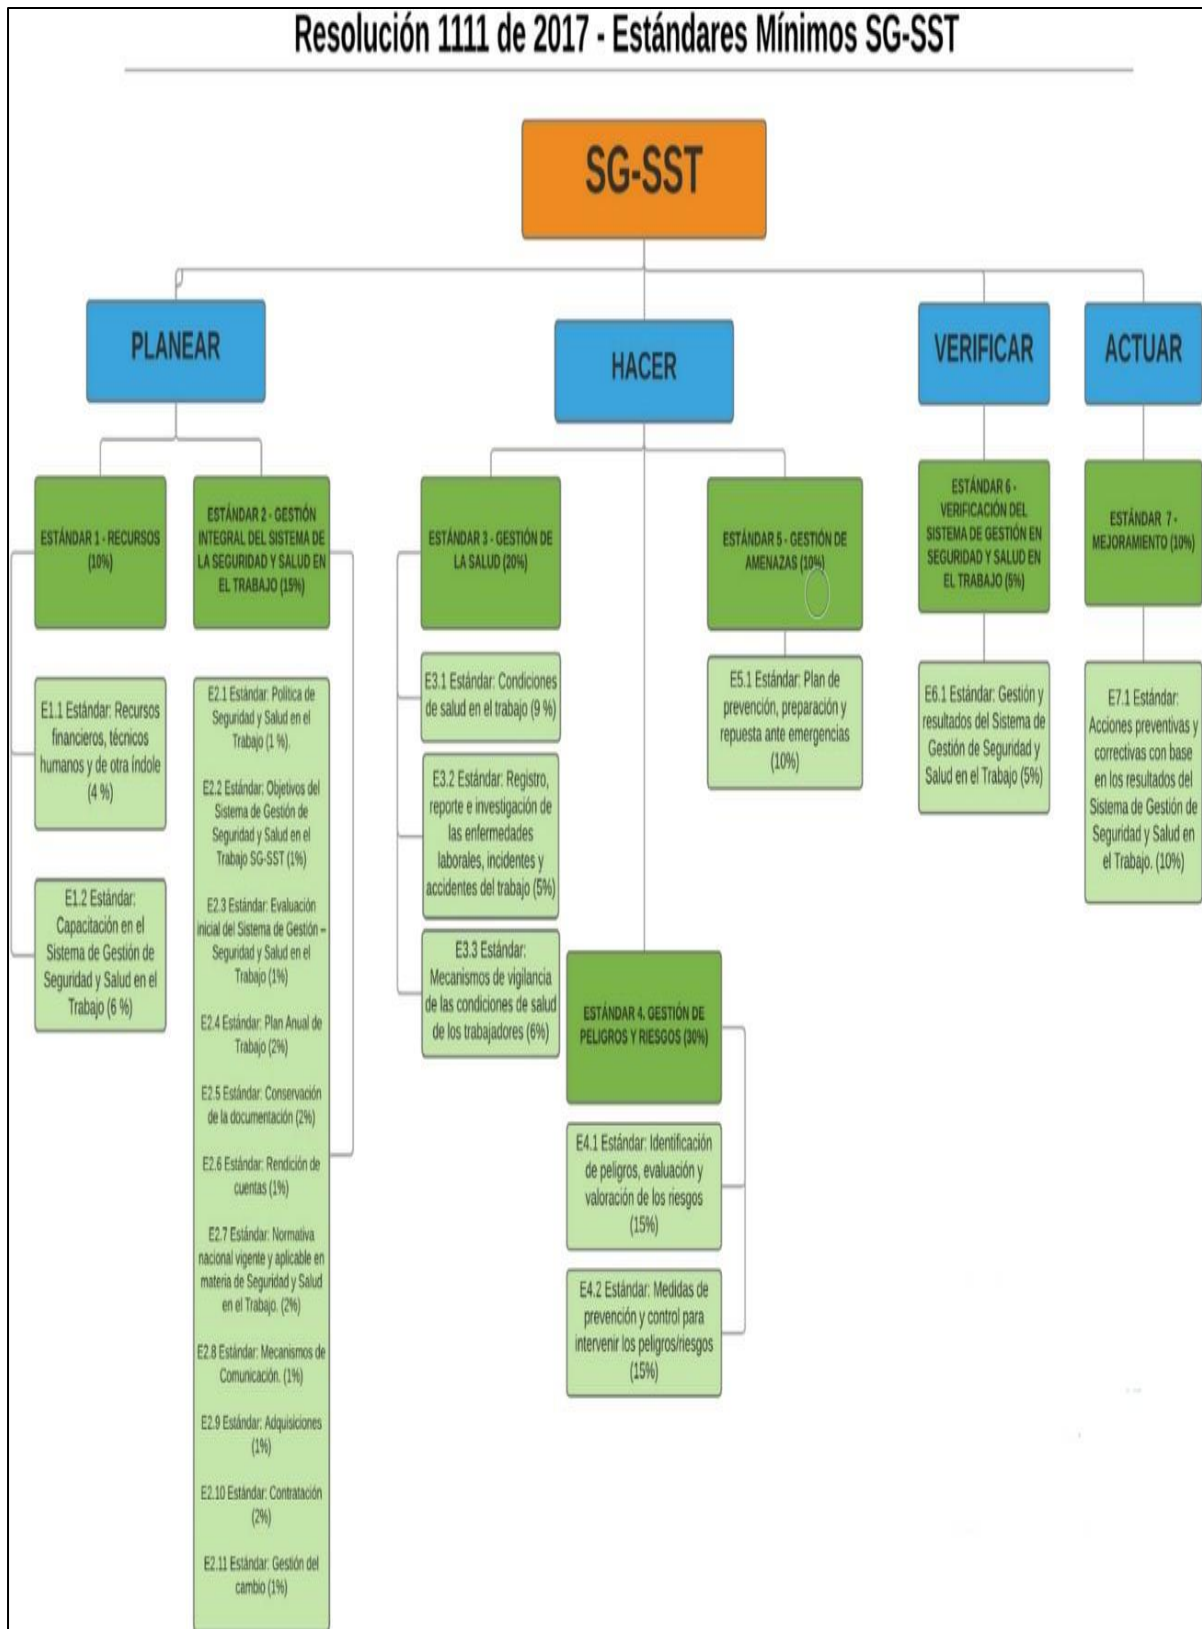 Resolución 1111 de 2017 - Estándares Mínimos SG-SST
SG-SST
PLANEAR
HACER
VERIFICAR
ACTUAR
ESTÁNDAR 1 - RECURSOS
(10%)
E1.1 Estándar: Recursos
financieros, técnicos
humanos y de otra índole
(4 %)
E1.2 Estándar:
Capacitación en el
Sistema de Gestión de
Seguridad y Salud en el
Trabajo (6 %)
ESTÁNDAR 2 - GESTIÓN
INTEGRAL DEL SISTEMA DE
LA SEGURIDAD Y SALUD EN
EL TRABAJO (15%)
E2.1 Estándar: Política de
Seguridad y Salud en el
Trabajo (1 %).
E2.2 Estándar: Objetivos del
Sistema de Gestión de
Seguridad y Salud en el
Trabajo SG-SST (1%)
E2.3 Estándar: Evaluación
inicial del Sistema de Gestión –
Seguridad y Salud en el
Trabajo (1%)
E2.4 Estándar: Plan Anual de
Trabajo (2%)
E2.5 Estándar: Conservación
de la documentación (2%)
E2.6 Estándar: Rendición de
cuentas (1%)
E2.7 Estándar: Normativa
nacional vigente y aplicable en
materia de Seguridad y Salud
en el Trabajo. (2%)
E2.8 Estándar: Mecanismos de
Comunicación. (1%)
E2.9 Estándar: Adquisiciones
(1%)
E2.10 Estándar: Contratación
(2%)
E2.11 Estándar: Gestión del
cambio (1%)
ESTÁNDAR 3 - GESTIÓN DE
LA SALUD (20%)
E3.1 Estándar: Condiciones
de salud en el trabajo (9 %)
E3.2 Estándar: Registro,
reporte e investigación de
las enfermedades
laborales, incidentes y
accidentes del trabajo (5%)
E3.3 Estándar:
Mecanismos de vigilancia
de las condiciones de salud
de los trabajadores (6%)
ESTÁNDAR 4. GESTIÓN DE
PELIGROS Y RIESGOS (30%)
E4.1 Estándar: Identificación
de peligros, evaluación y
valoración de los riesgos
(15%)
E4.2 Estándar: Medidas de
prevención y control para
intervenir los peligros/riesgos
(15%)
ESTÁNDAR 5 - GESTIÓN DE
AMENAZAS (10%)
E5.1 Estándar: Plan de
prevención, preparación y
repuesta ante emergencias
(10%)
ESTÁNDAR 6 -
VERIFICACIÓN DEL
SISTEMA DE GESTIÓN EN
SEGURIDAD Y SALUD EN
EL TRABAJO (5%)
E6.1 Estándar: Gestión y
resultados del Sistema de
Gestión de Seguridad y
Salud en el Trabajo (5%)
ESTÁNDAR 7 -
MEJORAMIENTO (10%)
E7.1 Estándar:
Acciones preventivas y
correctivas con base
en los resultados del
Sistema de Gestión de
Seguridad y Salud en
el Trabajo. (10%)